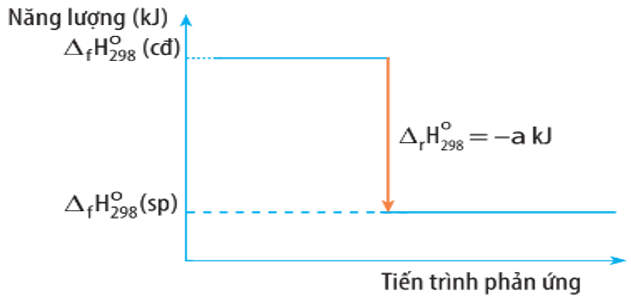 Năng lượng (kJ)
ΔfH°298 (cđ)
ΔrH°298 = –a kJ
ΔfH°298(sp)
Tiến trình phản ứng